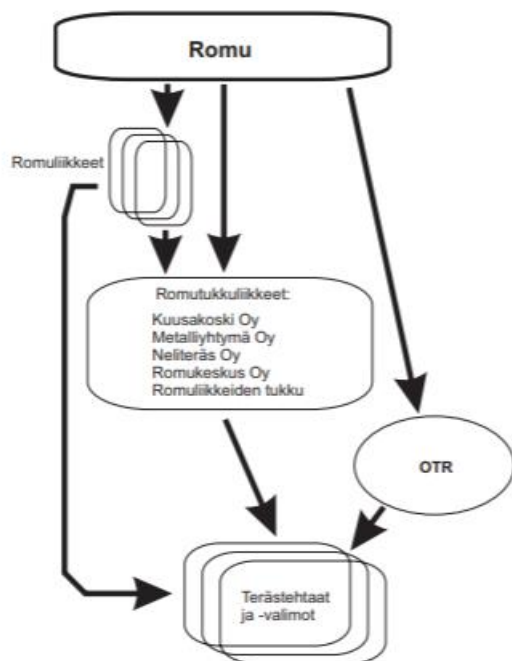 Romu
Romuliikkeet
Romutukkuliikkeet:
Kuusakoski Oy
Metalliyhtymä Oy
Neliteräs Oy
Romukeskus Oy
Romuliikkeiden tukku
OTR
Terästehtaat
ja -valimot